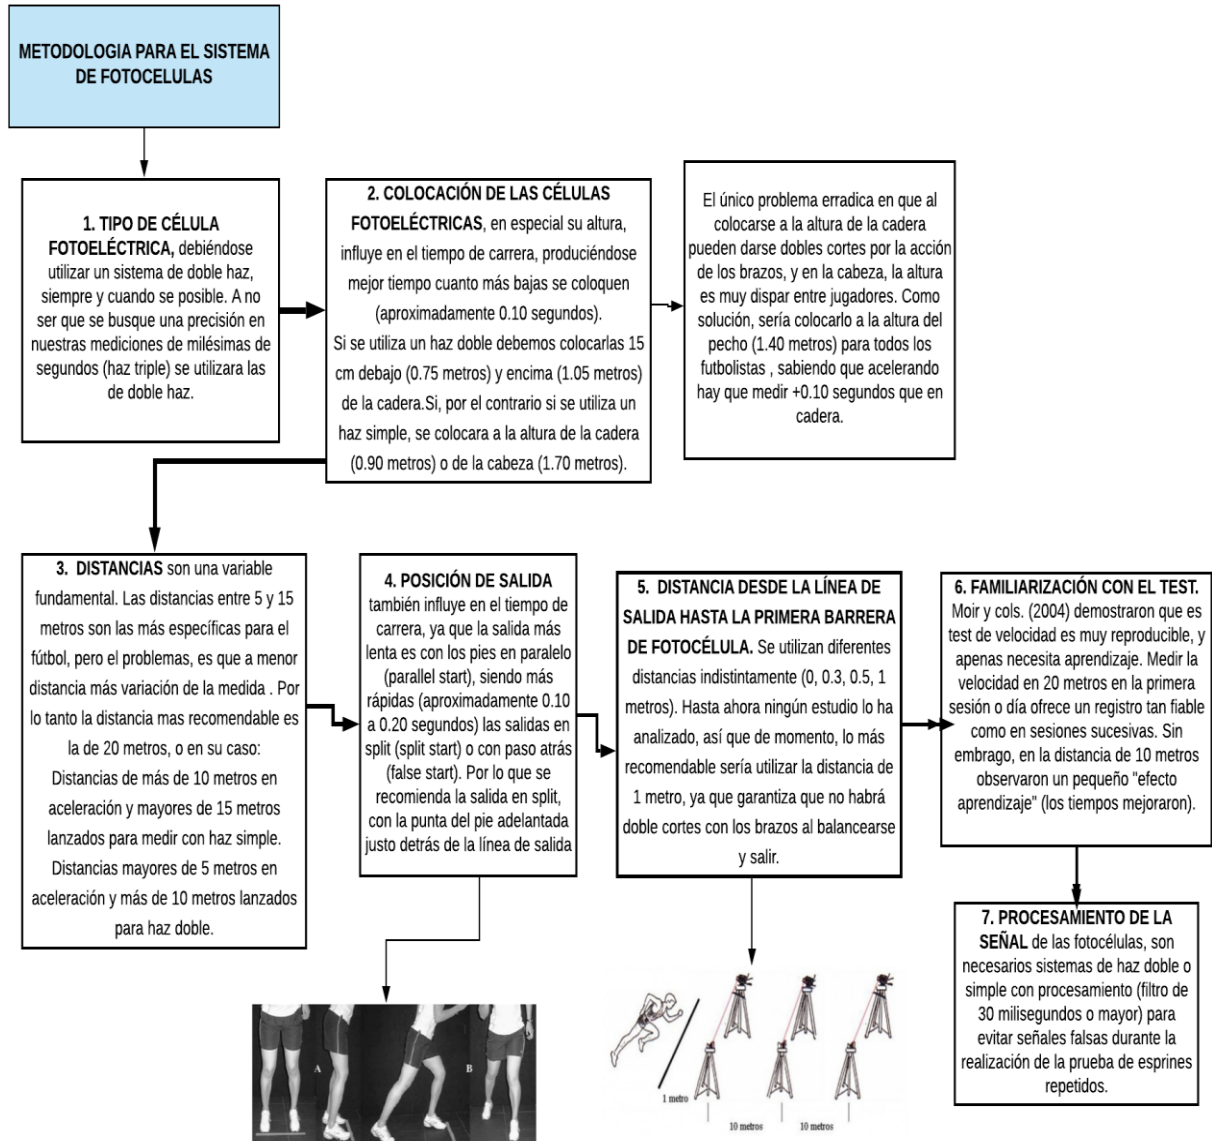 METODOLOGIA PARA EL SISTEMA
DE FOTOCELULAS
1. TIPO DE CÉLULA
FOTOELÉCTRICA, debiéndose
utilizar un sistema de doble haz,
siempre y cuando se posible. A no
ser que se busque una precisión en
nuestras mediciones de milésimas de
segundos (haz triple) se utilizara las
de doble haz.
2. COLOCACIÓN DE LAS CÉLULAS
FOTOELÉCTRICAS, en especial su altura,
influye en el tiempo de carrera, produciéndose
mejor tiempo cuanto más bajas se coloquen
(aproximadamente 0.10 segundos).
Si se utiliza un haz doble debemos colocarlas 15
cm debajo (0.75 metros) y encima (1.05 metros)
de la cadera.Si, por el contrario si se utiliza un
haz simple, se colocara a la altura de la cadera
(0.90 metros) o de la cabeza (1.70 metros).
El único problema erradica en que al
colocarse a la altura de la cadera
pueden darse dobles cortes por la acción
de los brazos, y en la cabeza, la altura
es muy dispar entre jugadores. Como
solución, sería colocarlo a la altura del
pecho (1.40 metros) para todos los
futbolistas , sabiendo que acelerando
hay que medir +0.10 segundos que en
cadera.
3. DISTANCIAS son una variable
fundamental. Las distancias entre 5 y 15
metros son las más específicas para el
fútbol, pero el problemas, es que a menor
distancia más variación de la medida . Por
lo tanto la distancia mas recomendable es
la de 20 metros, o en su caso:
Distancias de más de 10 metros en
aceleración y mayores de 15 metros
lanzados para medir con haz simple.
Distancias mayores de 5 metros en
aceleración y más de 10 metros lanzados
para haz doble.
4. POSICIÓN DE SALIDA
también influye en el tiempo de
carrera, ya que la salida más
lenta es con los pies en paralelo
(parallel start), siendo más
rápidas (aproximadamente 0.10
a 0.20 segundos) las salidas en
split (split start) o con paso atrás
(false start). Por lo que se
recomienda la salida en split,
con la punta del pie adelantada
justo detrás de la línea de salida
5. DISTANCIA DESDE LA LÍNEA DE
SALIDA HASTA LA PRIMERA BARRERA
DE FOTOCÉLULA. Se utilizan diferentes
distancias indistintamente (0, 0.3, 0.5, 1
metros). Hasta ahora ningún estudio lo ha
analizado, así que de momento, lo más
recomendable sería utilizar la distancia de
1 metro, ya que garantiza que no habrá
doble cortes con los brazos al balancearse
y salir.
6. FAMILIARIZACIÓN CON EL TEST.
Moir y cols. (2004) demostraron que es
test de velocidad es muy reproducible, y
apenas necesita aprendizaje. Medir la
velocidad en 20 metros en la primera
sesión o día ofrece un registro tan fiable
como en sesiones sucesivas. Sin
embrago, en la distancia de 10 metros
observaron un pequeño "efecto
aprendizaje" (los tiempos mejoraron).
7. PROCESAMIENTO DE LA
SEÑAL de las fotocélulas, son
necesarios sistemas de haz doble o
simple con procesamiento (filtro de
30 milisegundos o mayor) para
evitar señales falsas durante la
realización de la prueba de esprines
repetidos.
A
B
1 metro
10 metros
10 metros